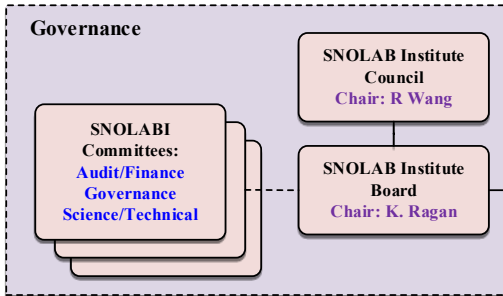 Governance
SNOLAB Institute
Council
Chair: R Wang
SNOLABI
Committees:
Audit/Finance
Governance
Science/Technical
SNOLAB Institute
Board
Chair: K. Ragan